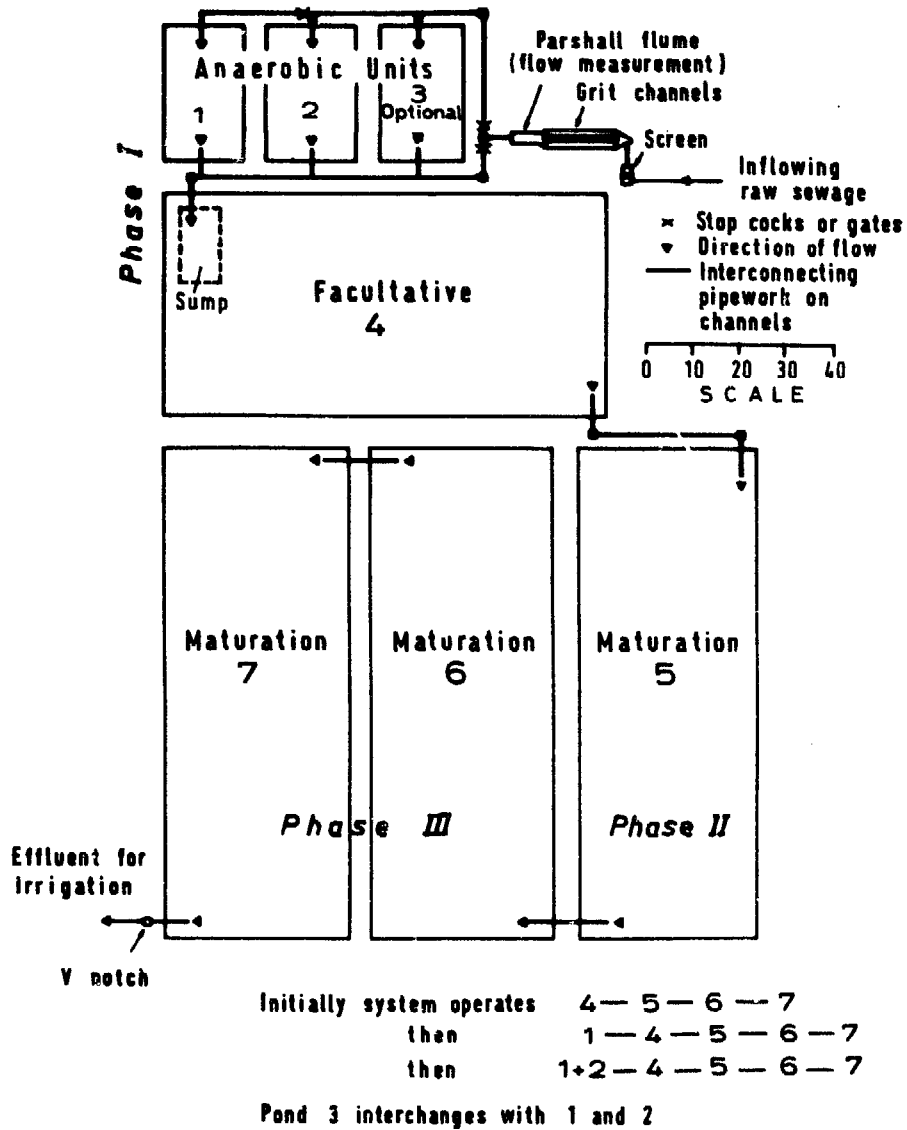 Parshall flume
(flow measurement)
Grit channels
Anaerobic Units
1
2
3
Optional
Screen
Inflowing
raw sewage
Phase I
Stop cocks or gates
Direction of flow
Interconnecting
pipework on
channels
Sump
Facultative
4
0 10 20 30 40
SCALE
Maturation
7
Maturation
6
Maturation
5
Phase III
Phase II
Effluent for
irrigation
V notch
Initially system operates 4 — 5 — 6 — 7
then 1 — 4 — 5 — 6 — 7
then 1+2 — 4 — 5 — 6 — 7
Pond 3 interchanges with 1 and 2